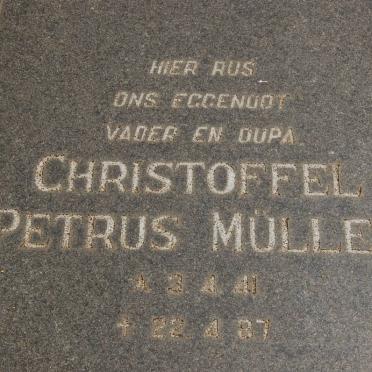 HIER RUS
ONS EGGENOOT
VADER EN OUPA
CHRISTOFFEL
PETRUS MÜLLE
* 3 4 41
† 22 4 87